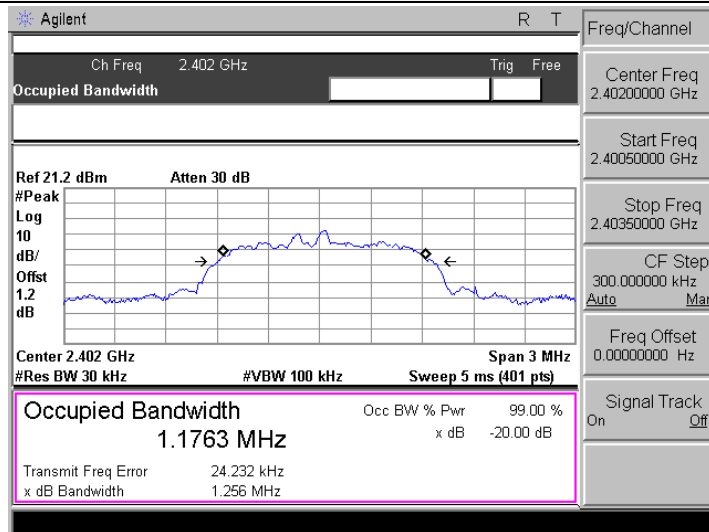 Agilent R T
Ch Freq 2.402 GHz Trig Free
Occupied Bandwidth
Ref 21.2 dBm Atten 30 dB
#Peak
Log
10
dB/
Offst
1.2
dB
Center 2.402 GHz Span 3 MHz
#Res BW 30 kHz #VBW 100 kHz Sweep 5 ms (401 pts)
Occupied Bandwidth Occ BW % Pwr 99.00 %
1.1763 MHz x dB -20.00 dB
Transmit Freq Error 24.232 kHz
x dB Bandwidth 1.256 MHz
Freq/Channel
Center Freq
2.40200000 GHz
Start Freq
2.40050000 GHz
Stop Freq
2.40350000 GHz
CF Step
300.000000 kHz
Auto Man
Freq Offset
0.00000000 Hz
Signal Track
On Off